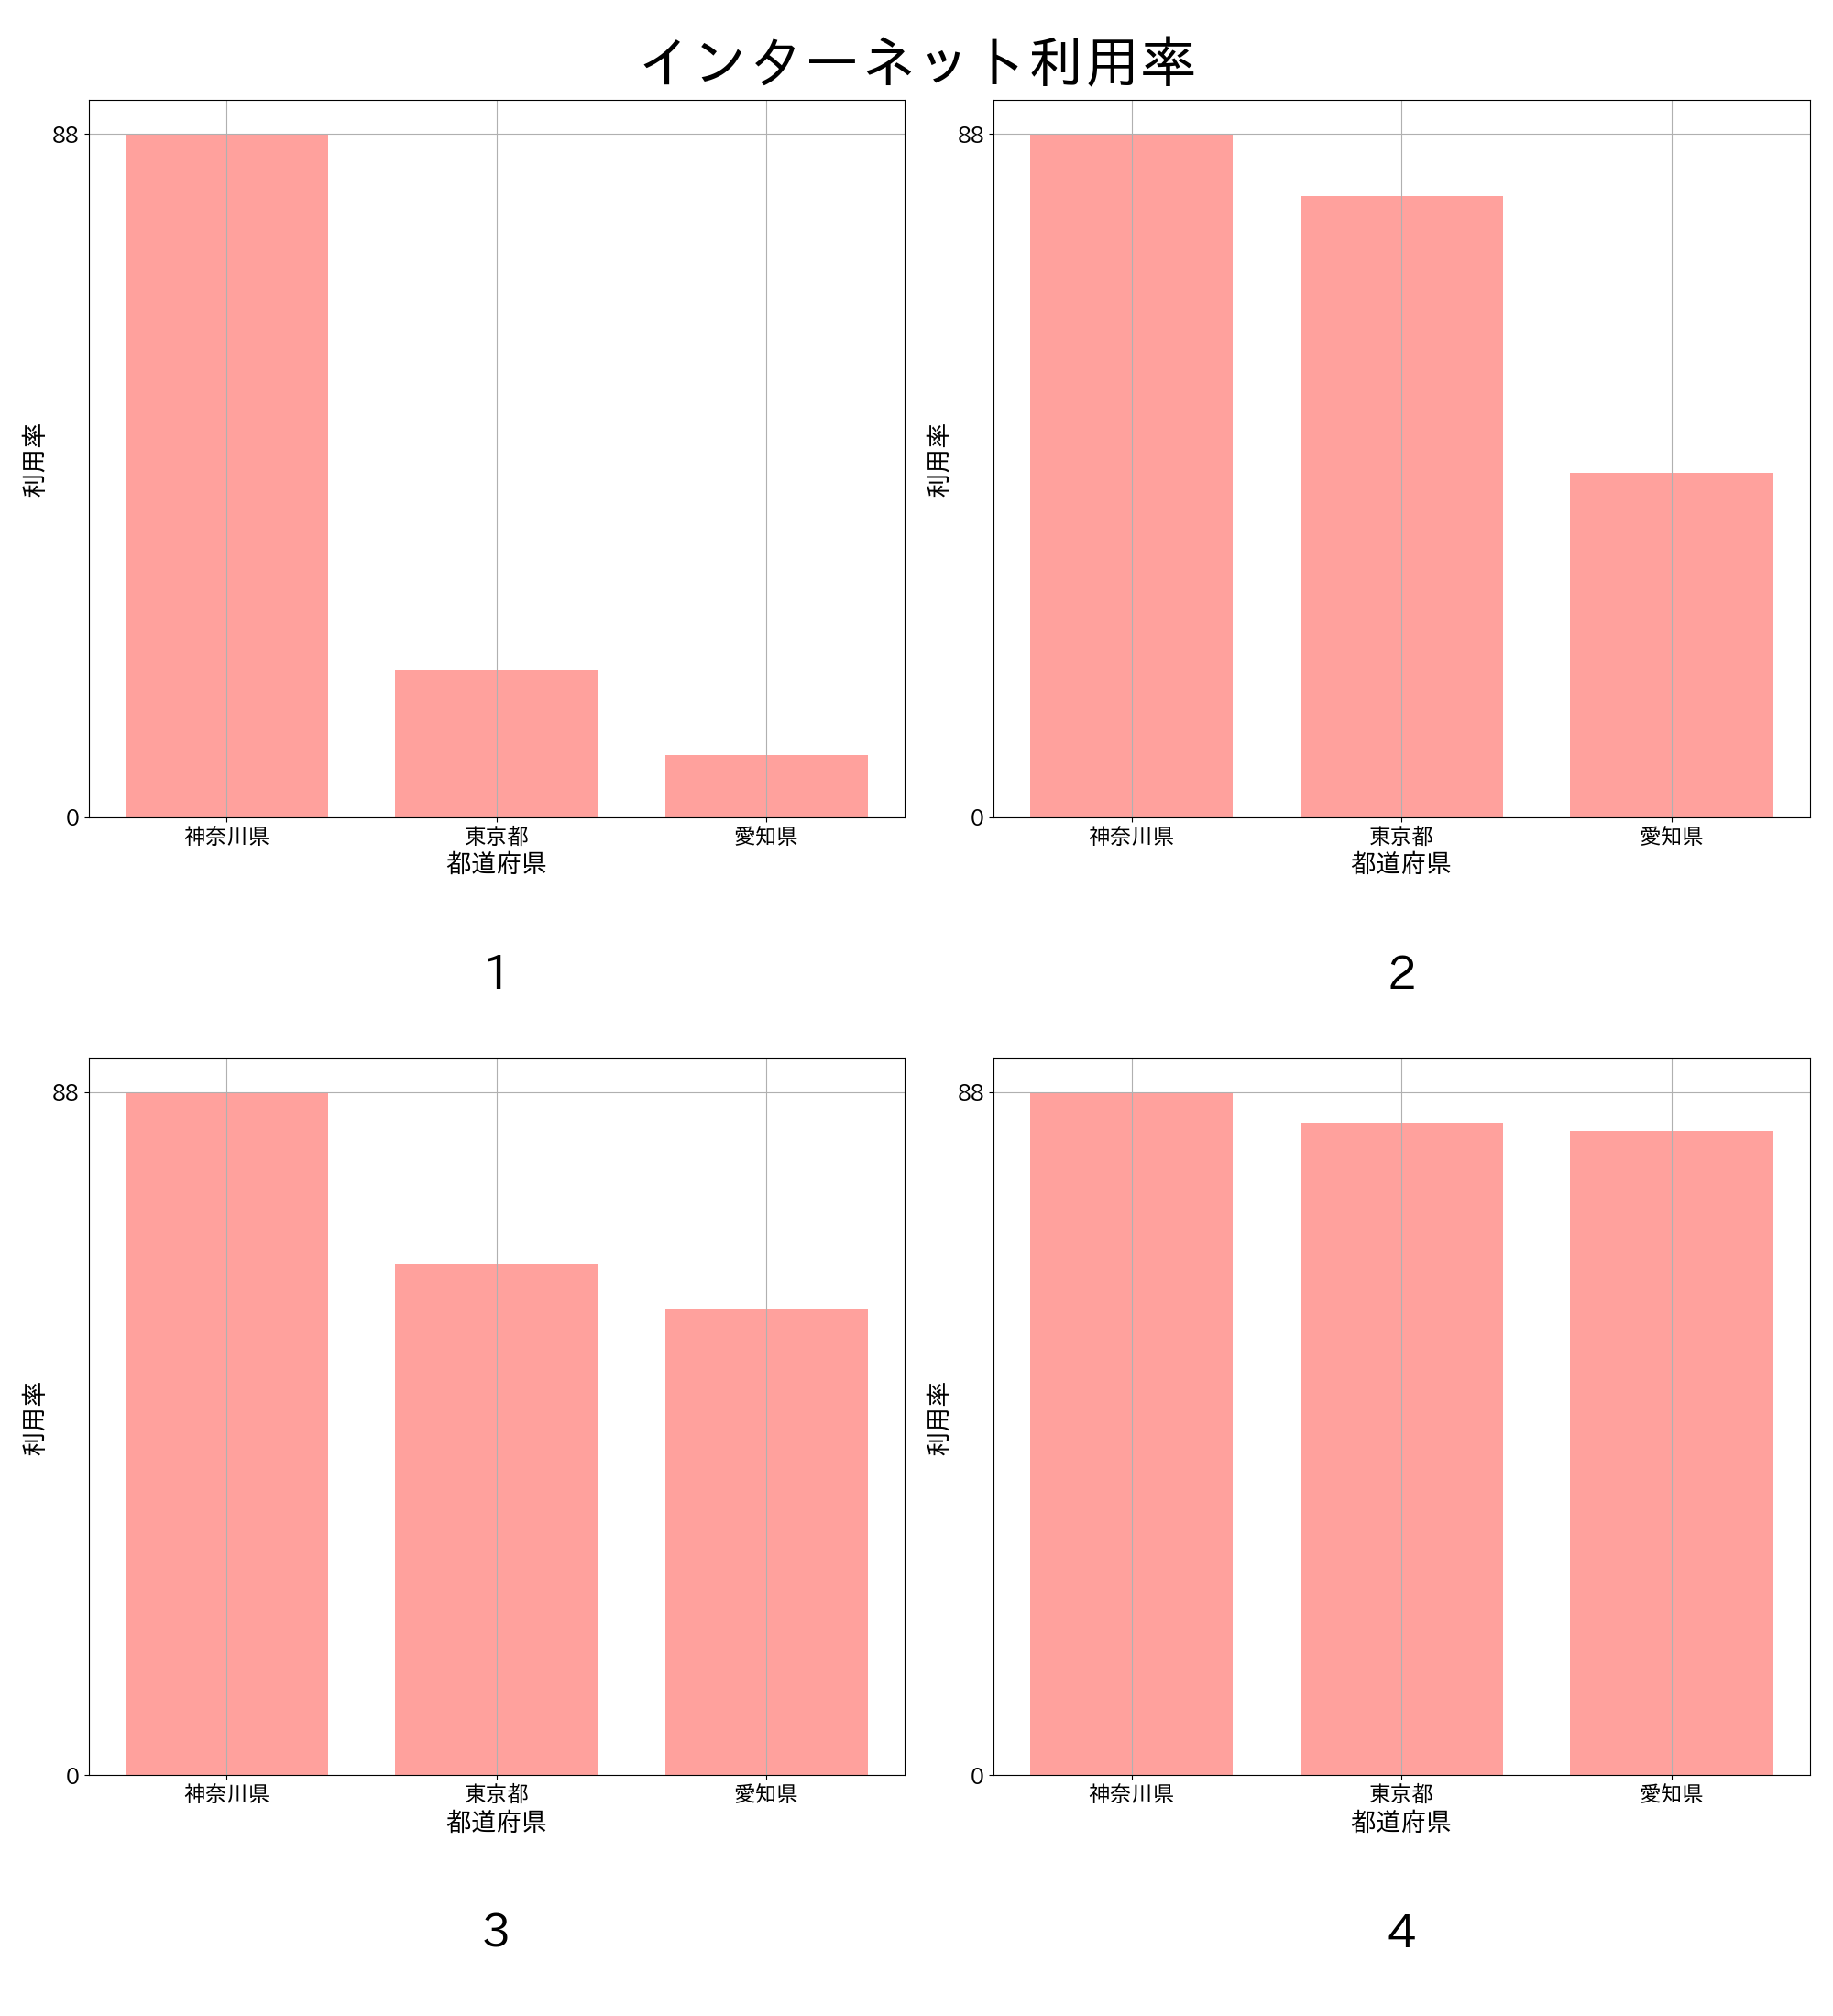 インターネット利用率
88
利用率
0
神奈川県 東京都 愛知県
都道府県
1
88
利用率
0
神奈川県 東京都 愛知県
都道府県
2
88
利用率
0
神奈川県 東京都 愛知県
都道府県
3
88
利用率
0
神奈川県 東京都 愛知県
都道府県
4